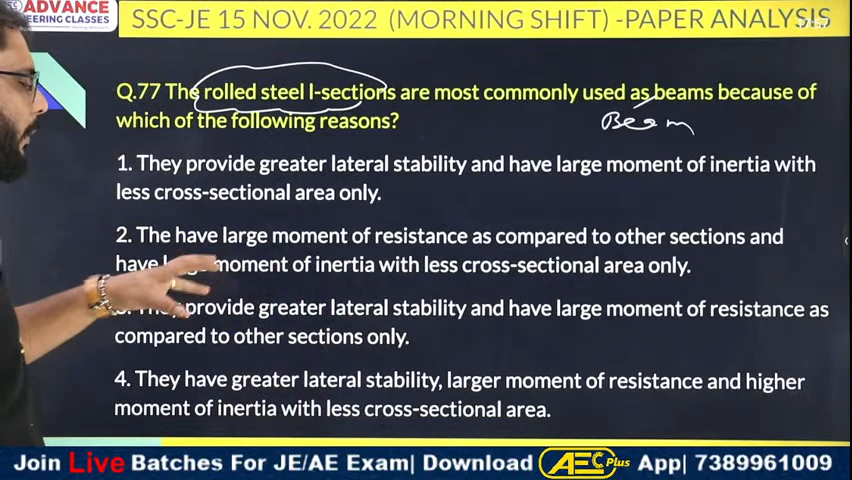 ADVANCE
EERING CLASSES
SSC-JE 15 NOV. 2022 (MORNING SHIFT) -PAPER ANALYSIS
Q.77 The rolled steel I-sections are most commonly used as beams because of
which of the following reasons?
Beam
1. They provide greater lateral stability and have large moment of inertia with
less cross-sectional area only.
2. The have large moment of resistance as compared to other sections and
have large moment of inertia with less cross-sectional area only.
3. They provide greater lateral stability and have large moment of resistance as
compared to other sections only.
4. They have greater lateral stability, larger moment of resistance and higher
moment of inertia with less cross-sectional area.
Join Live Batches For JE/AE Exam| Download AEC Plus App| 7389961009